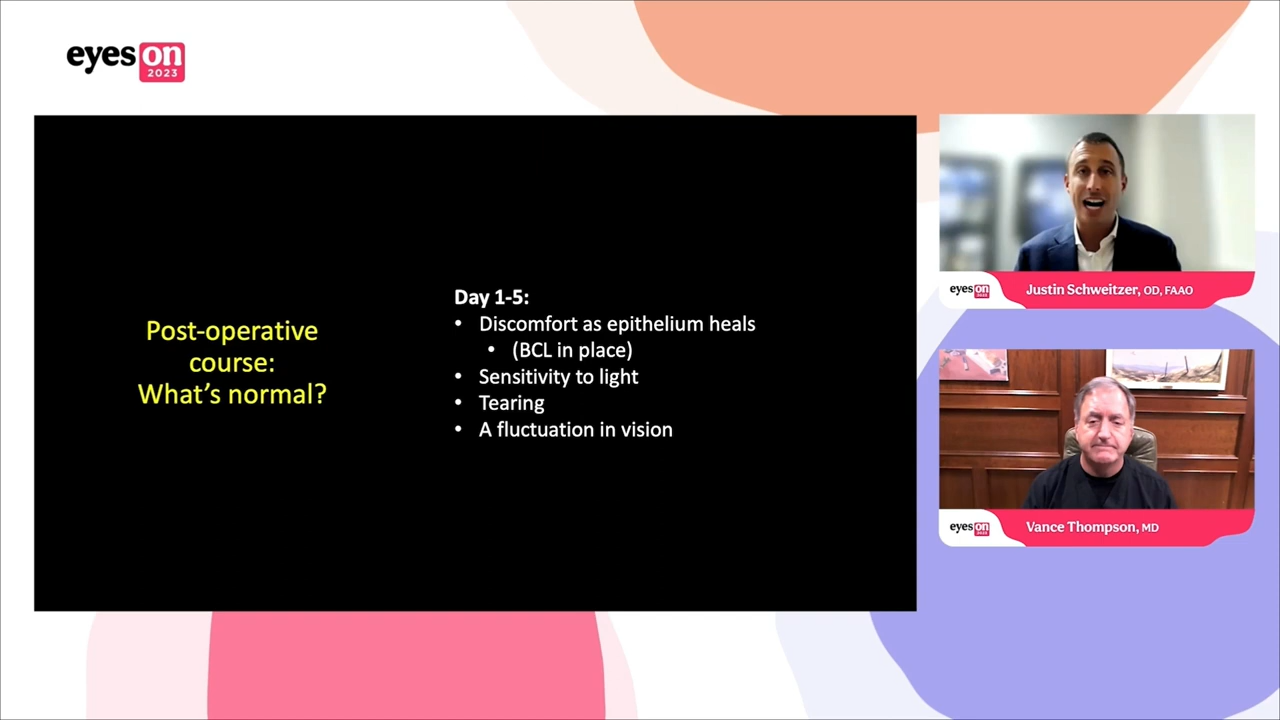 eyes on
2023
Post-operative
course:
What's normal?
Day 1-5:
• Discomfort as epithelium heals
• (BCL in place)
• Sensitivity to light
• Tearing
• A fluctuation in vision
eyes on
2023
Justin Schweitzer, OD, FAAO
eyes on
2023
Vance Thompson, MD